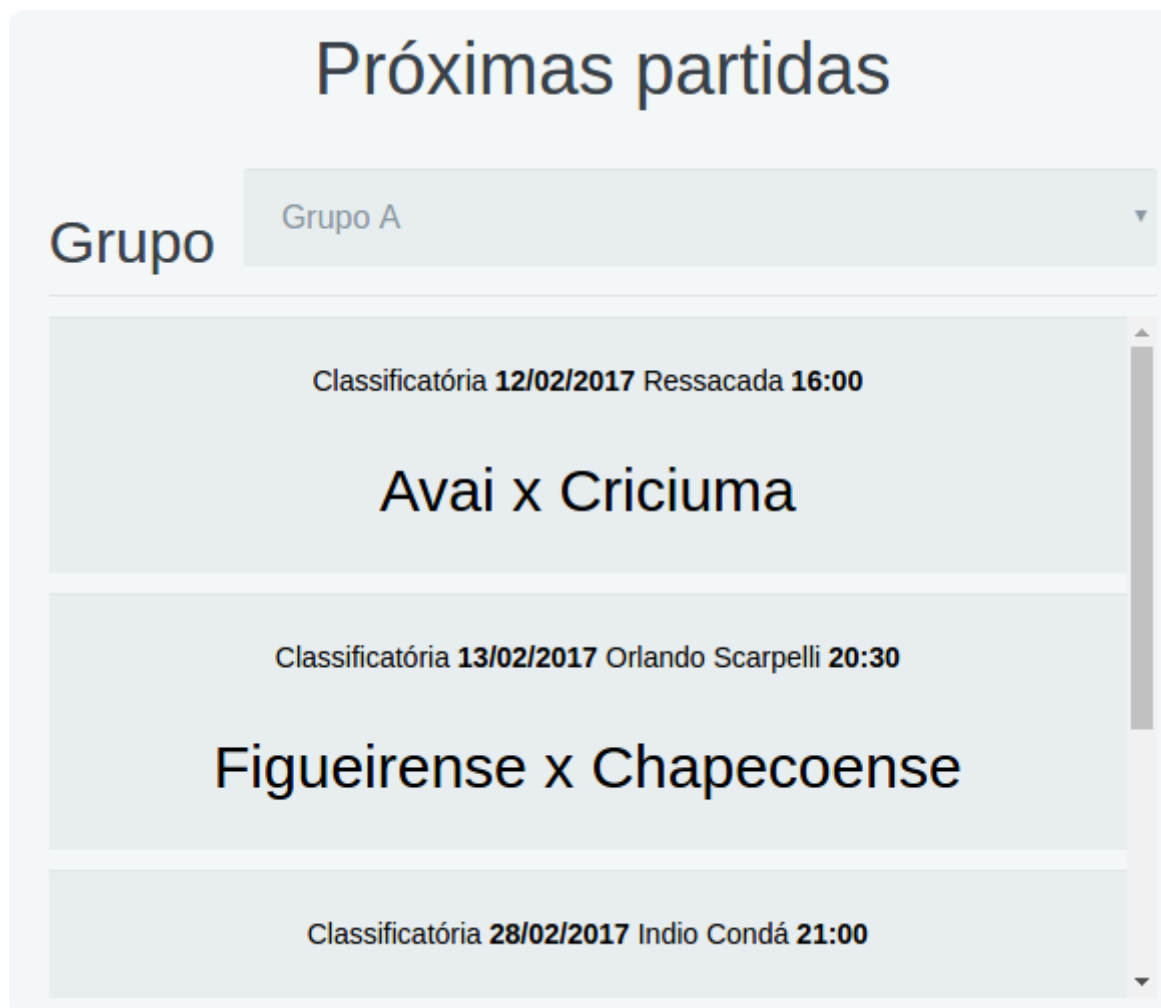 Próximas partidas
Grupo A
Grupo
Classificatória 12/02/2017 Ressacada 16:00
Avai x Criciuma
Classificatória 13/02/2017 Orlando Scarpelli 20:30
Figueirense x Chapecoense
Classificatória 28/02/2017 Indio Condá 21:00